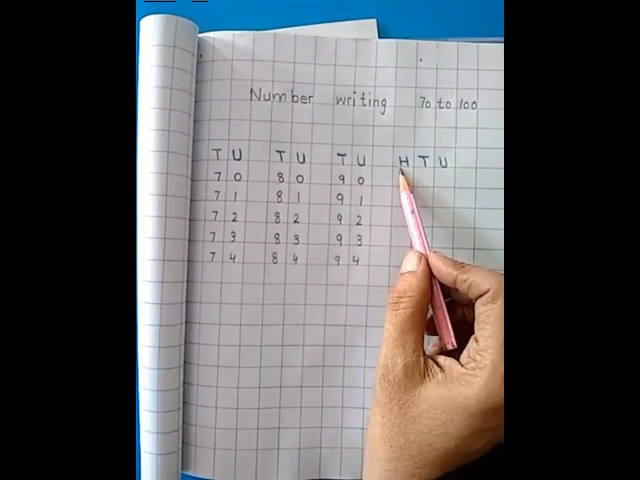 Number writing 70 to 100
T U T U T U H T U
7 0 8 0 9 0
7 1 8 1 9 1
7 2 8 2 9 2
7 3 8 3 9 3
7 4 8 4 9 4